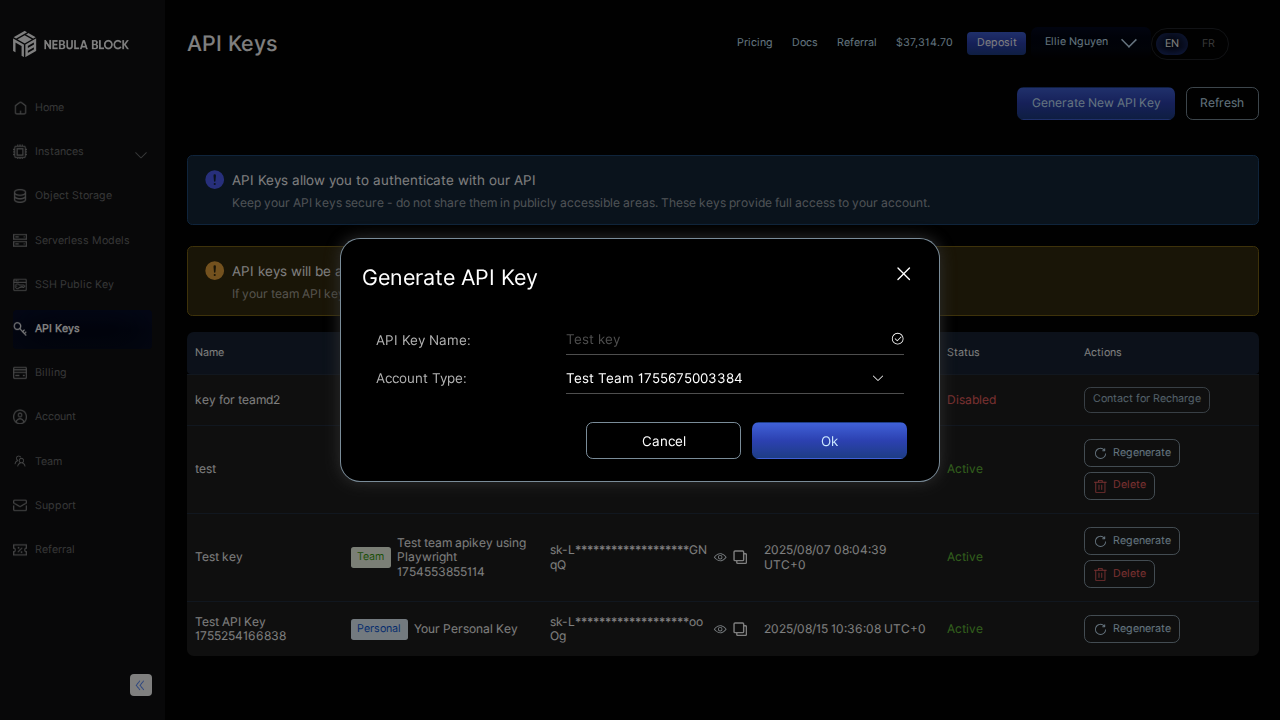 NEBULA BLOCK
API Keys
Pricing
Docs
Referral
$37,314.70
Deposit
Ellie Nguyen
EN
FR
Home
Instances
Object Storage
Serverless Models
SSH Public Key
API Keys
Billing
Account
Team
Support
Referral
Generate New API Key
Refresh
API Keys allow you to authenticate with our API
Keep your API keys secure - do not share them in publicly accessible areas. These keys provide full access to your account.
API keys will be a
If your team API key
Generate API Key
API Key Name:
Test key
Account Type:
Test Team 1755675003384
Cancel
Ok
Name
Status
Actions
key for teamd2
Disabled
Contact for Recharge
test
Active
Regenerate
Delete
Test key
Team
Test team apikey using
Playwright
1754553855114
sk-L*******************GN
qQ
2025/08/07 08:04:39
UTC+0
Active
Regenerate
Delete
Test API Key
1755254166838
Personal
Your Personal Key
sk-L*******************oo
Og
2025/08/15 10:36:08 UTC+0
Active
Regenerate